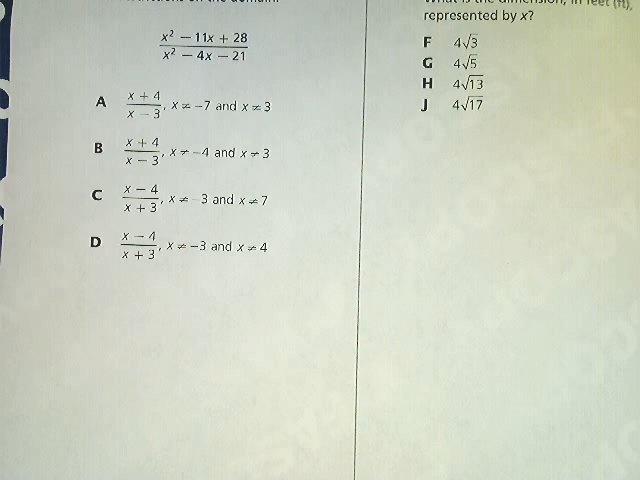 x² − 11x + 28
x² − 4x − 21
A x + 4 / x − 3, x ≠ −7 and x ≠ 3
B x + 4 / x − 3, x ≠ −4 and x ≠ 3
C x − 4 / x + 3, x ≠ −3 and x ≠ 7
D x − 4 / x + 3, x ≠ −3 and x ≠ 4
represented by x?
F 4√3
G 4√5
H 4√13
J 4√17